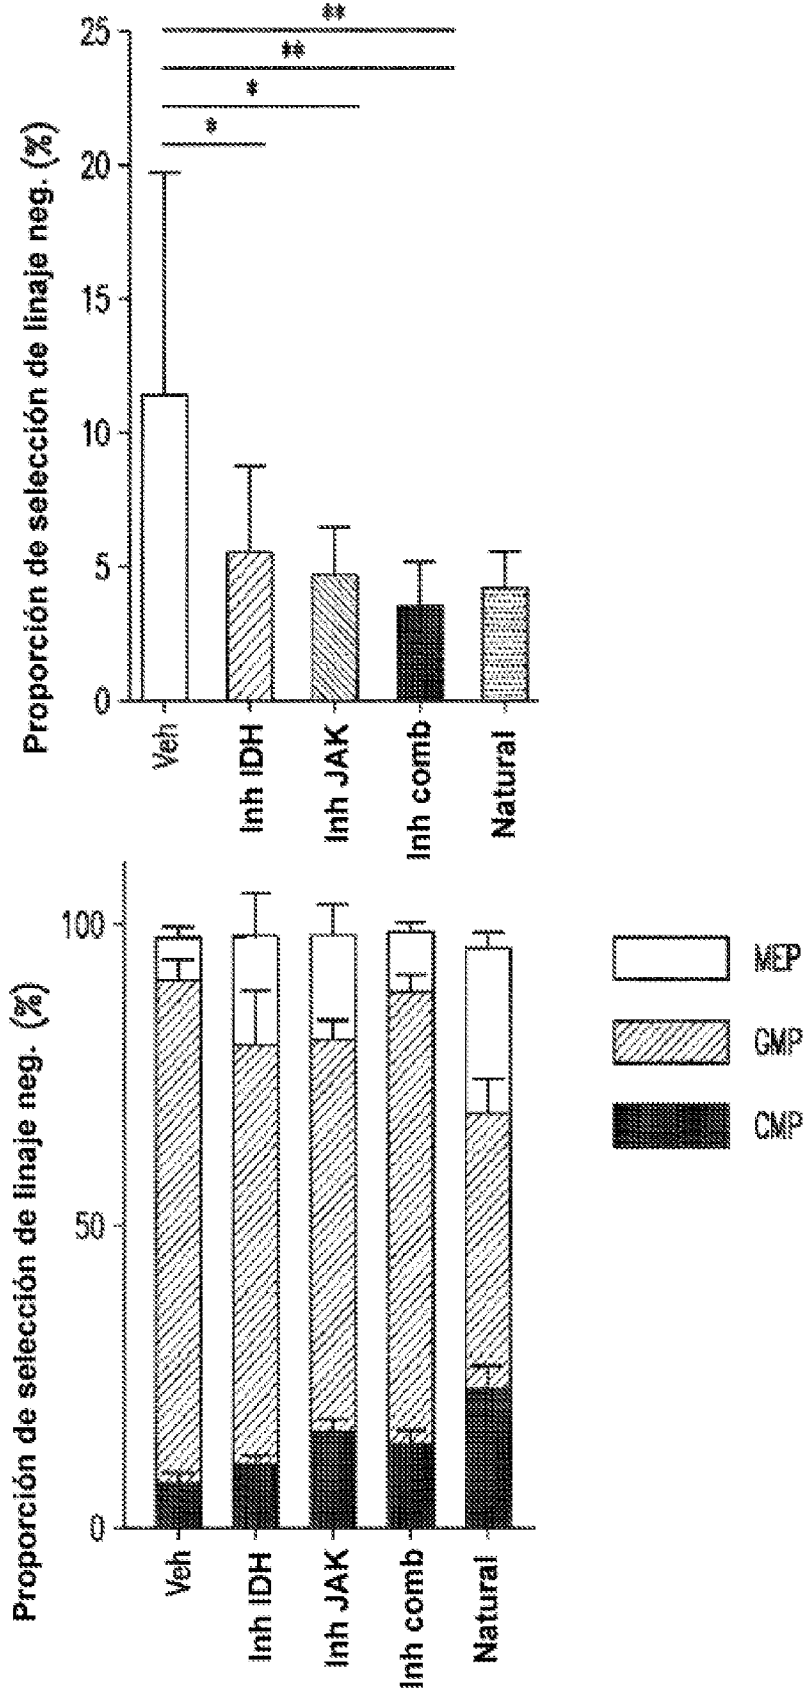 Proporción de selección de linaje neg. (%)
25
20
15
10
5
0
**
**
*
*
Veh
Inh IDH
Inh JAK
Inh comb
Natural
Proporción de selección de linaje neg. (%)
100
50
0
Veh
Inh IDH
Inh JAK
Inh comb
Natural
MEP
GMP
CMP